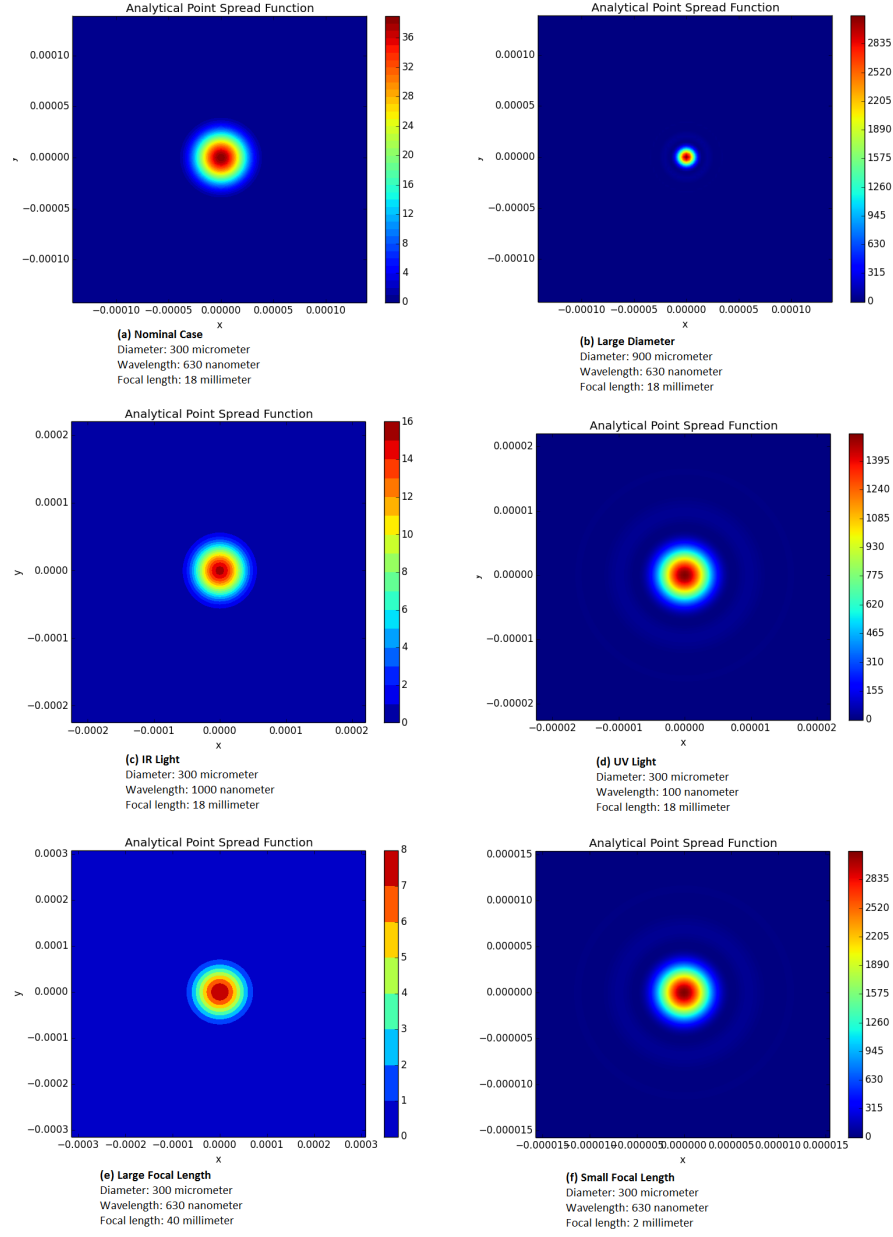 Analytical Point Spread Function
0.00010
0.00005
0.00000
−0.00005
−0.00010
−0.00010 −0.00005 0.00000 0.00005 0.00010
x
y
36
32
28
24
20
16
12
8
4
0
(a) Nominal Case
Diameter: 300 micrometer
Wavelength: 630 nanometer
Focal length: 18 millimeter
Analytical Point Spread Function
0.00010
0.00005
0.00000
−0.00005
−0.00010
−0.00010 −0.00005 0.00000 0.00005 0.00010
x
y
2835
2520
2205
1890
1575
1260
945
630
315
0
(b) Large Diameter
Diameter: 900 micrometer
Wavelength: 630 nanometer
Focal length: 18 millimeter
Analytical Point Spread Function
0.0002
0.0001
0.0000
−0.0001
−0.0002
−0.0002 −0.0001 0.0000 0.0001 0.0002
x
y
16
14
12
10
8
6
4
2
0
(c) IR Light
Diameter: 300 micrometer
Wavelength: 1000 nanometer
Focal length: 18 millimeter
Analytical Point Spread Function
0.00002
0.00001
0.00000
−0.00001
−0.00002
−0.00002 −0.00001 0.00000 0.00001 0.00002
x
y
1395
1240
1085
930
775
620
465
310
155
0
(d) UV Light
Diameter: 300 micrometer
Wavelength: 100 nanometer
Focal length: 18 millimeter
Analytical Point Spread Function
0.0003
0.0002
0.0001
0.0000
−0.0001
−0.0002
−0.0003
−0.0003 −0.0002 −0.0001 0.0000 0.0001 0.0002 0.0003
x
y
8
7
6
5
4
3
2
1
0
(e) Large Focal Length
Diameter: 300 micrometer
Wavelength: 630 nanometer
Focal length: 40 millimeter
Analytical Point Spread Function
0.000015
0.000010
0.000005
0.000000
−0.000005
−0.000010
−0.000015
−0.000015 −0.000010 −0.000005 0.000000 0.000005 0.000010 0.000015
x
y
2835
2520
2205
1890
1575
1260
945
630
315
0
(f) Small Focal Length
Diameter: 300 micrometer
Wavelength: 630 nanometer
Focal length: 2 millimeter